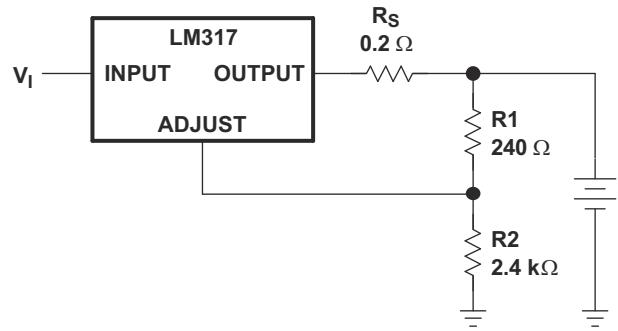 LM317
V_I
INPUT OUTPUT
ADJUST
R_S
0.2 Ω
R1
240 Ω
R2
2.4 kΩ